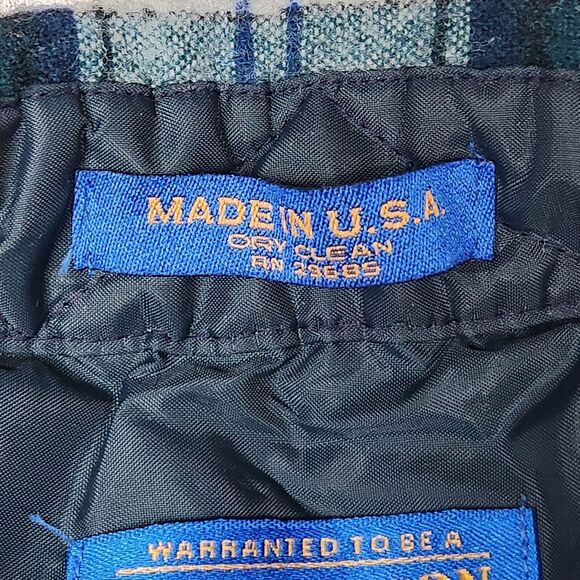 MADE IN U.S.A.
DRY CLEAN
RN 29685
WARRANTED TO BE A